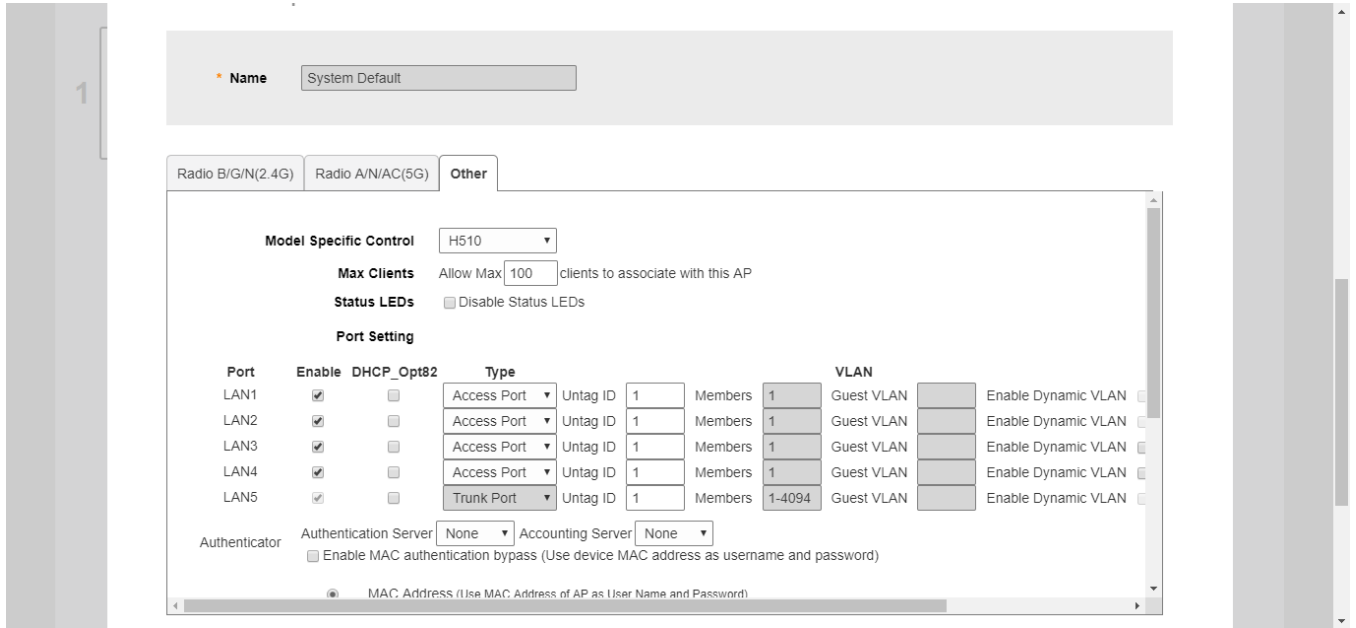 1
* Name System Default
Radio B/G/N(2.4G) Radio A/N/AC(5G) Other
Model Specific Control H510
Max Clients Allow Max 100 clients to associate with this AP
Status LEDs Disable Status LEDs
Port Setting
Port Enable DHCP_Opt82 Type VLAN
LAN1 Access Port Untag ID 1 Members 1 Guest VLAN Enable Dynamic VLAN
LAN2 Access Port Untag ID 1 Members 1 Guest VLAN Enable Dynamic VLAN
LAN3 Access Port Untag ID 1 Members 1 Guest VLAN Enable Dynamic VLAN
LAN4 Access Port Untag ID 1 Members 1 Guest VLAN Enable Dynamic VLAN
LAN5 Trunk Port Untag ID 1 Members 1-4094 Guest VLAN Enable Dynamic VLAN
Authenticator Authentication Server None Accounting Server None
Enable MAC authentication bypass (Use device MAC address as username and password)
MAC Address (Use MAC Address of AP as User Name and Password)